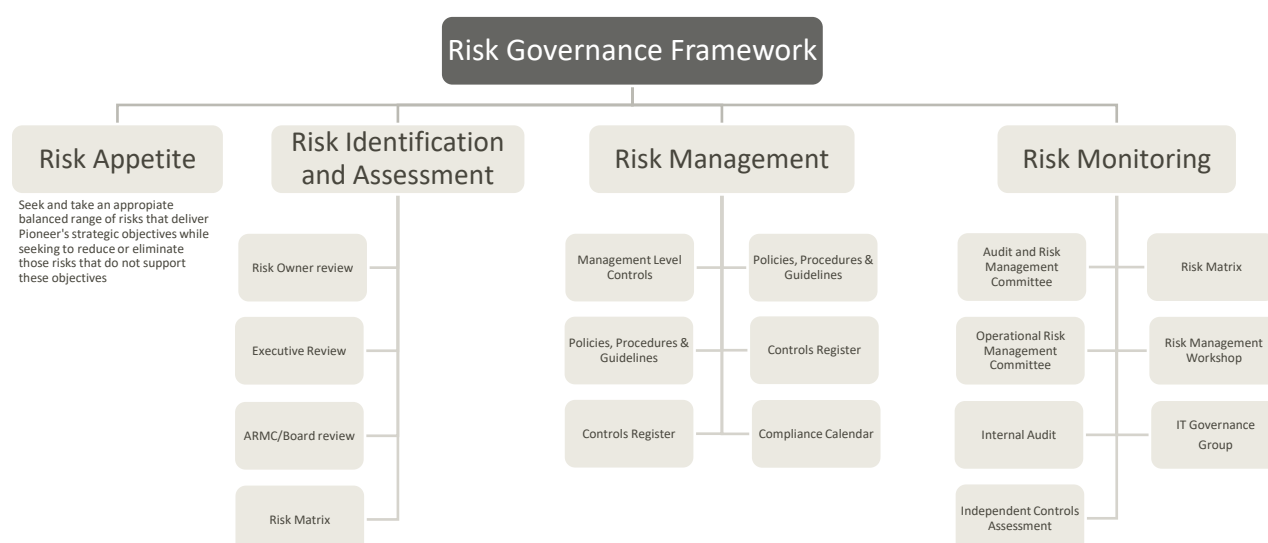 Risk Governance Framework
Risk Appetite
Seek and take an appropiate
balanced range of risks that deliver
Pioneer's strategic objectives while
seeking to reduce or eliminate
those risks that do not support
these objectives
Risk Identification
and Assessment
Risk Owner review
Executive Review
ARMC/Board review
Risk Matrix
Risk Management
Management Level
Controls
Policies, Procedures &
Guidelines
Policies, Procedures &
Guidelines
Controls Register
Controls Register
Compliance Calendar
Risk Monitoring
Audit and Risk
Management
Committee
Risk Matrix
Operational Risk
Management
Committee
Risk Management
Workshop
Internal Audit
IT Governance
Group
Independent Controls
Assessment